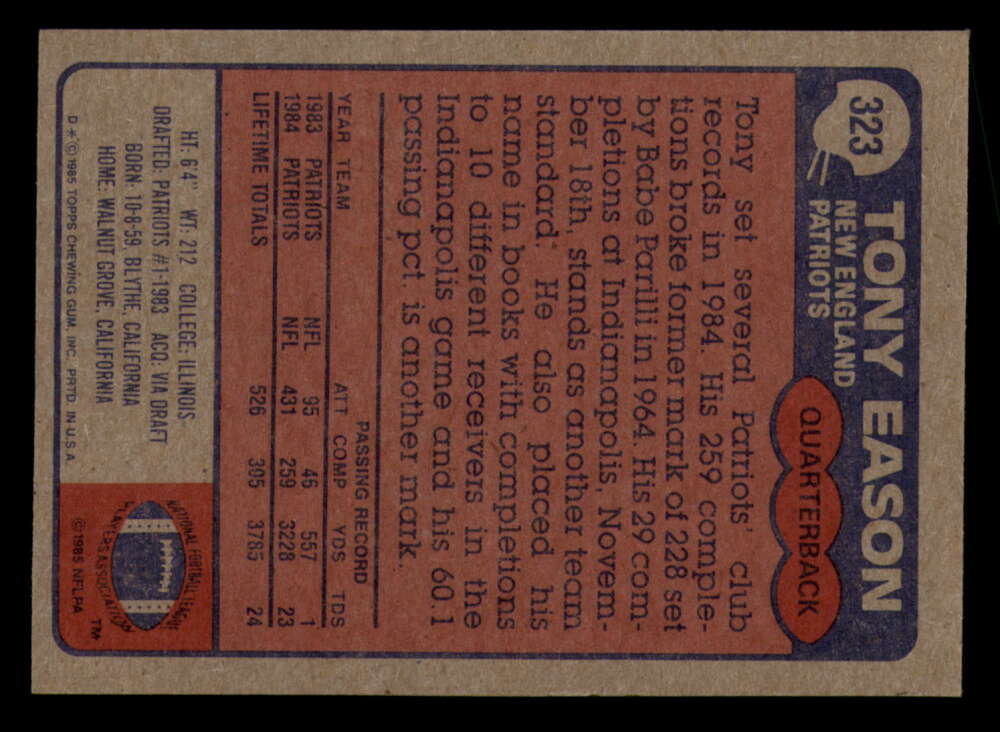 323
TONY EASON
NEW ENGLAND
PATRIOTS
QUARTERBACK
Tony set several Patriots' club
records in 1984. His 259 comple-
tions broke former mark of 228 set
by Babe Parilli in 1964. His 29 com-
pletions at Indianapolis, Novem-
ber 18th, stands as another team
standard. He also placed his
name in books with completions
to 10 different receivers in the
Indianapolis game and his 60.1
passing pct. is another mark.
PASSING RECORD
YEAR TEAM ATT COMP YDS TDS
1983 PATRIOTS NFL 95 46 557 1
1984 PATRIOTS NFL 431 259 3228 23
LIFETIME TOTALS 526 305 3785 24
HT: 6'4" WT: 212 COLLEGE: ILLINOIS
DRAFTED: PATRIOTS #1-1983 ACQ: VIA DRAFT
BORN: 10-8-59, BLYTHE, CALIFORNIA
HOME: WALNUT GROVE, CALIFORNIA
D*©1985 TOPPS CHEWING GUM, INC. PRTD. IN U.S.A.
NATIONAL FOOTBALL LEAGUE
PLAYERS ASSOCIATION
TM
©1985 NFLPA